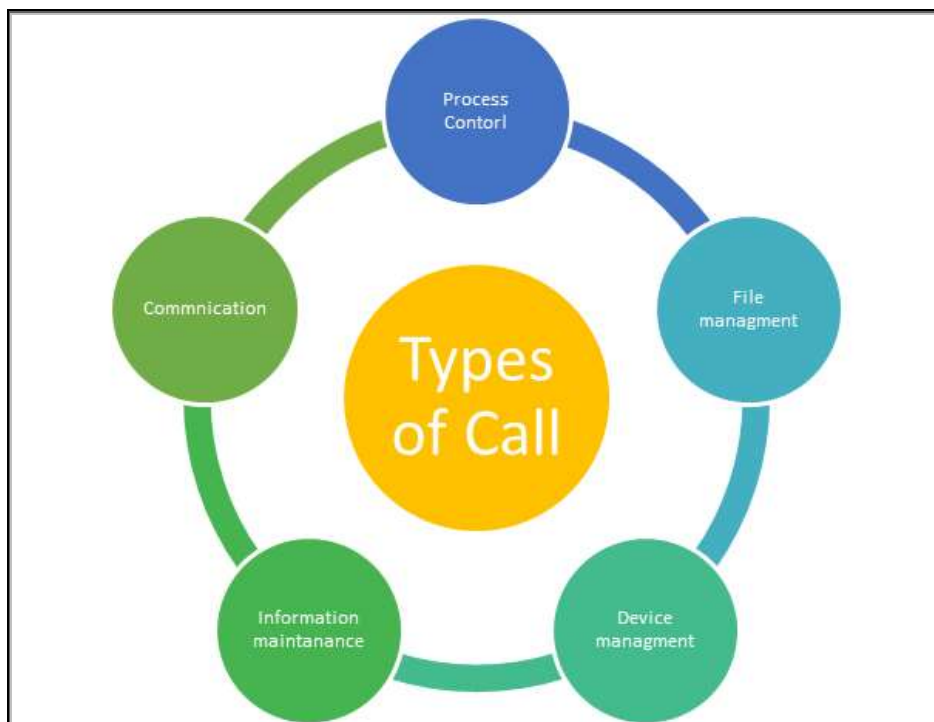 Process
Contorl
File
managment
Device
managment
Information
maintanance
Commnication
Types
of Call